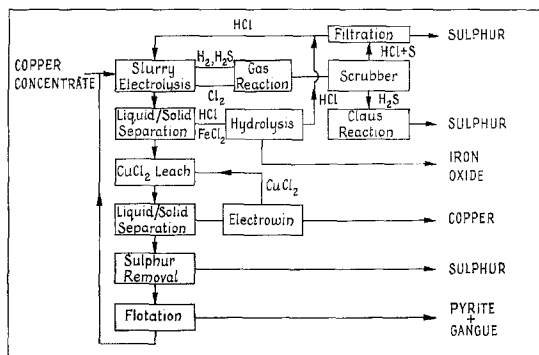 HCl
Filtration
SULPHUR
HCl+S
COPPER
CONCENTRATE
Slurry
Electrolysis
H₂,H₂S
Cl₂
Gas
Reaction
Scrubber
HCl
H₂S
Liquid/Solid
Separation
HCl
FeCl₂
Hydrolysis
Claus
Reaction
SULPHUR
IRON
OXIDE
CuCl₂
Leach
CuCl₂
Liquid/Solid
Separation
Electrowin
COPPER
Sulphur
Removal
SULPHUR
Flotation
PYRITE
+
GANGUE